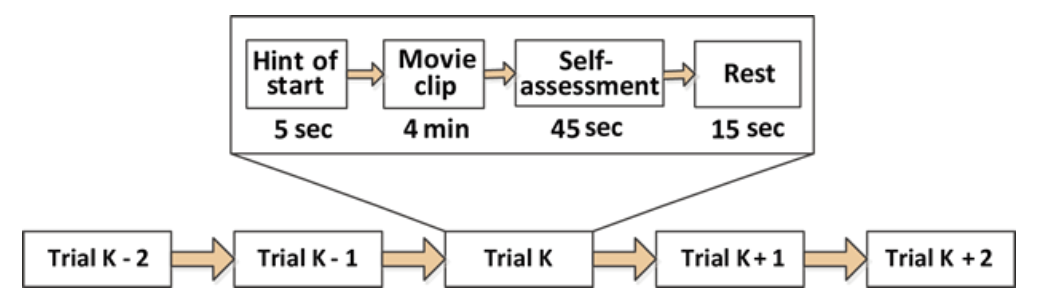 Hint of
start
Movie
clip
Self-
assessment
Rest
5 sec
4 min
45 sec
15 sec
Trial K - 2
Trial K - 1
Trial K
Trial K + 1
Trial K + 2